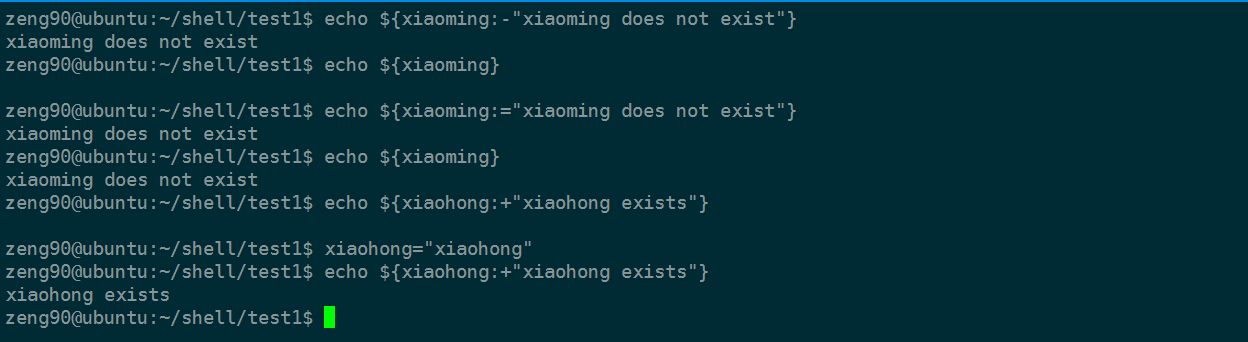 zeng90@ubuntu:~/shell/test1$ echo ${xiaoming:-"xiaoming does not exist"}
xiaoming does not exist
zeng90@ubuntu:~/shell/test1$ echo ${xiaoming}
zeng90@ubuntu:~/shell/test1$ echo ${xiaoming:="xiaoming does not exist"}
xiaoming does not exist
zeng90@ubuntu:~/shell/test1$ echo ${xiaoming}
xiaoming does not exist
zeng90@ubuntu:~/shell/test1$ echo ${xiaohong:+"xiaohong exists"}
zeng90@ubuntu:~/shell/test1$ xiaohong="xiaohong"
zeng90@ubuntu:~/shell/test1$ echo ${xiaohong:+"xiaohong exists"}
xiaohong exists
zeng90@ubuntu:~/shell/test1$